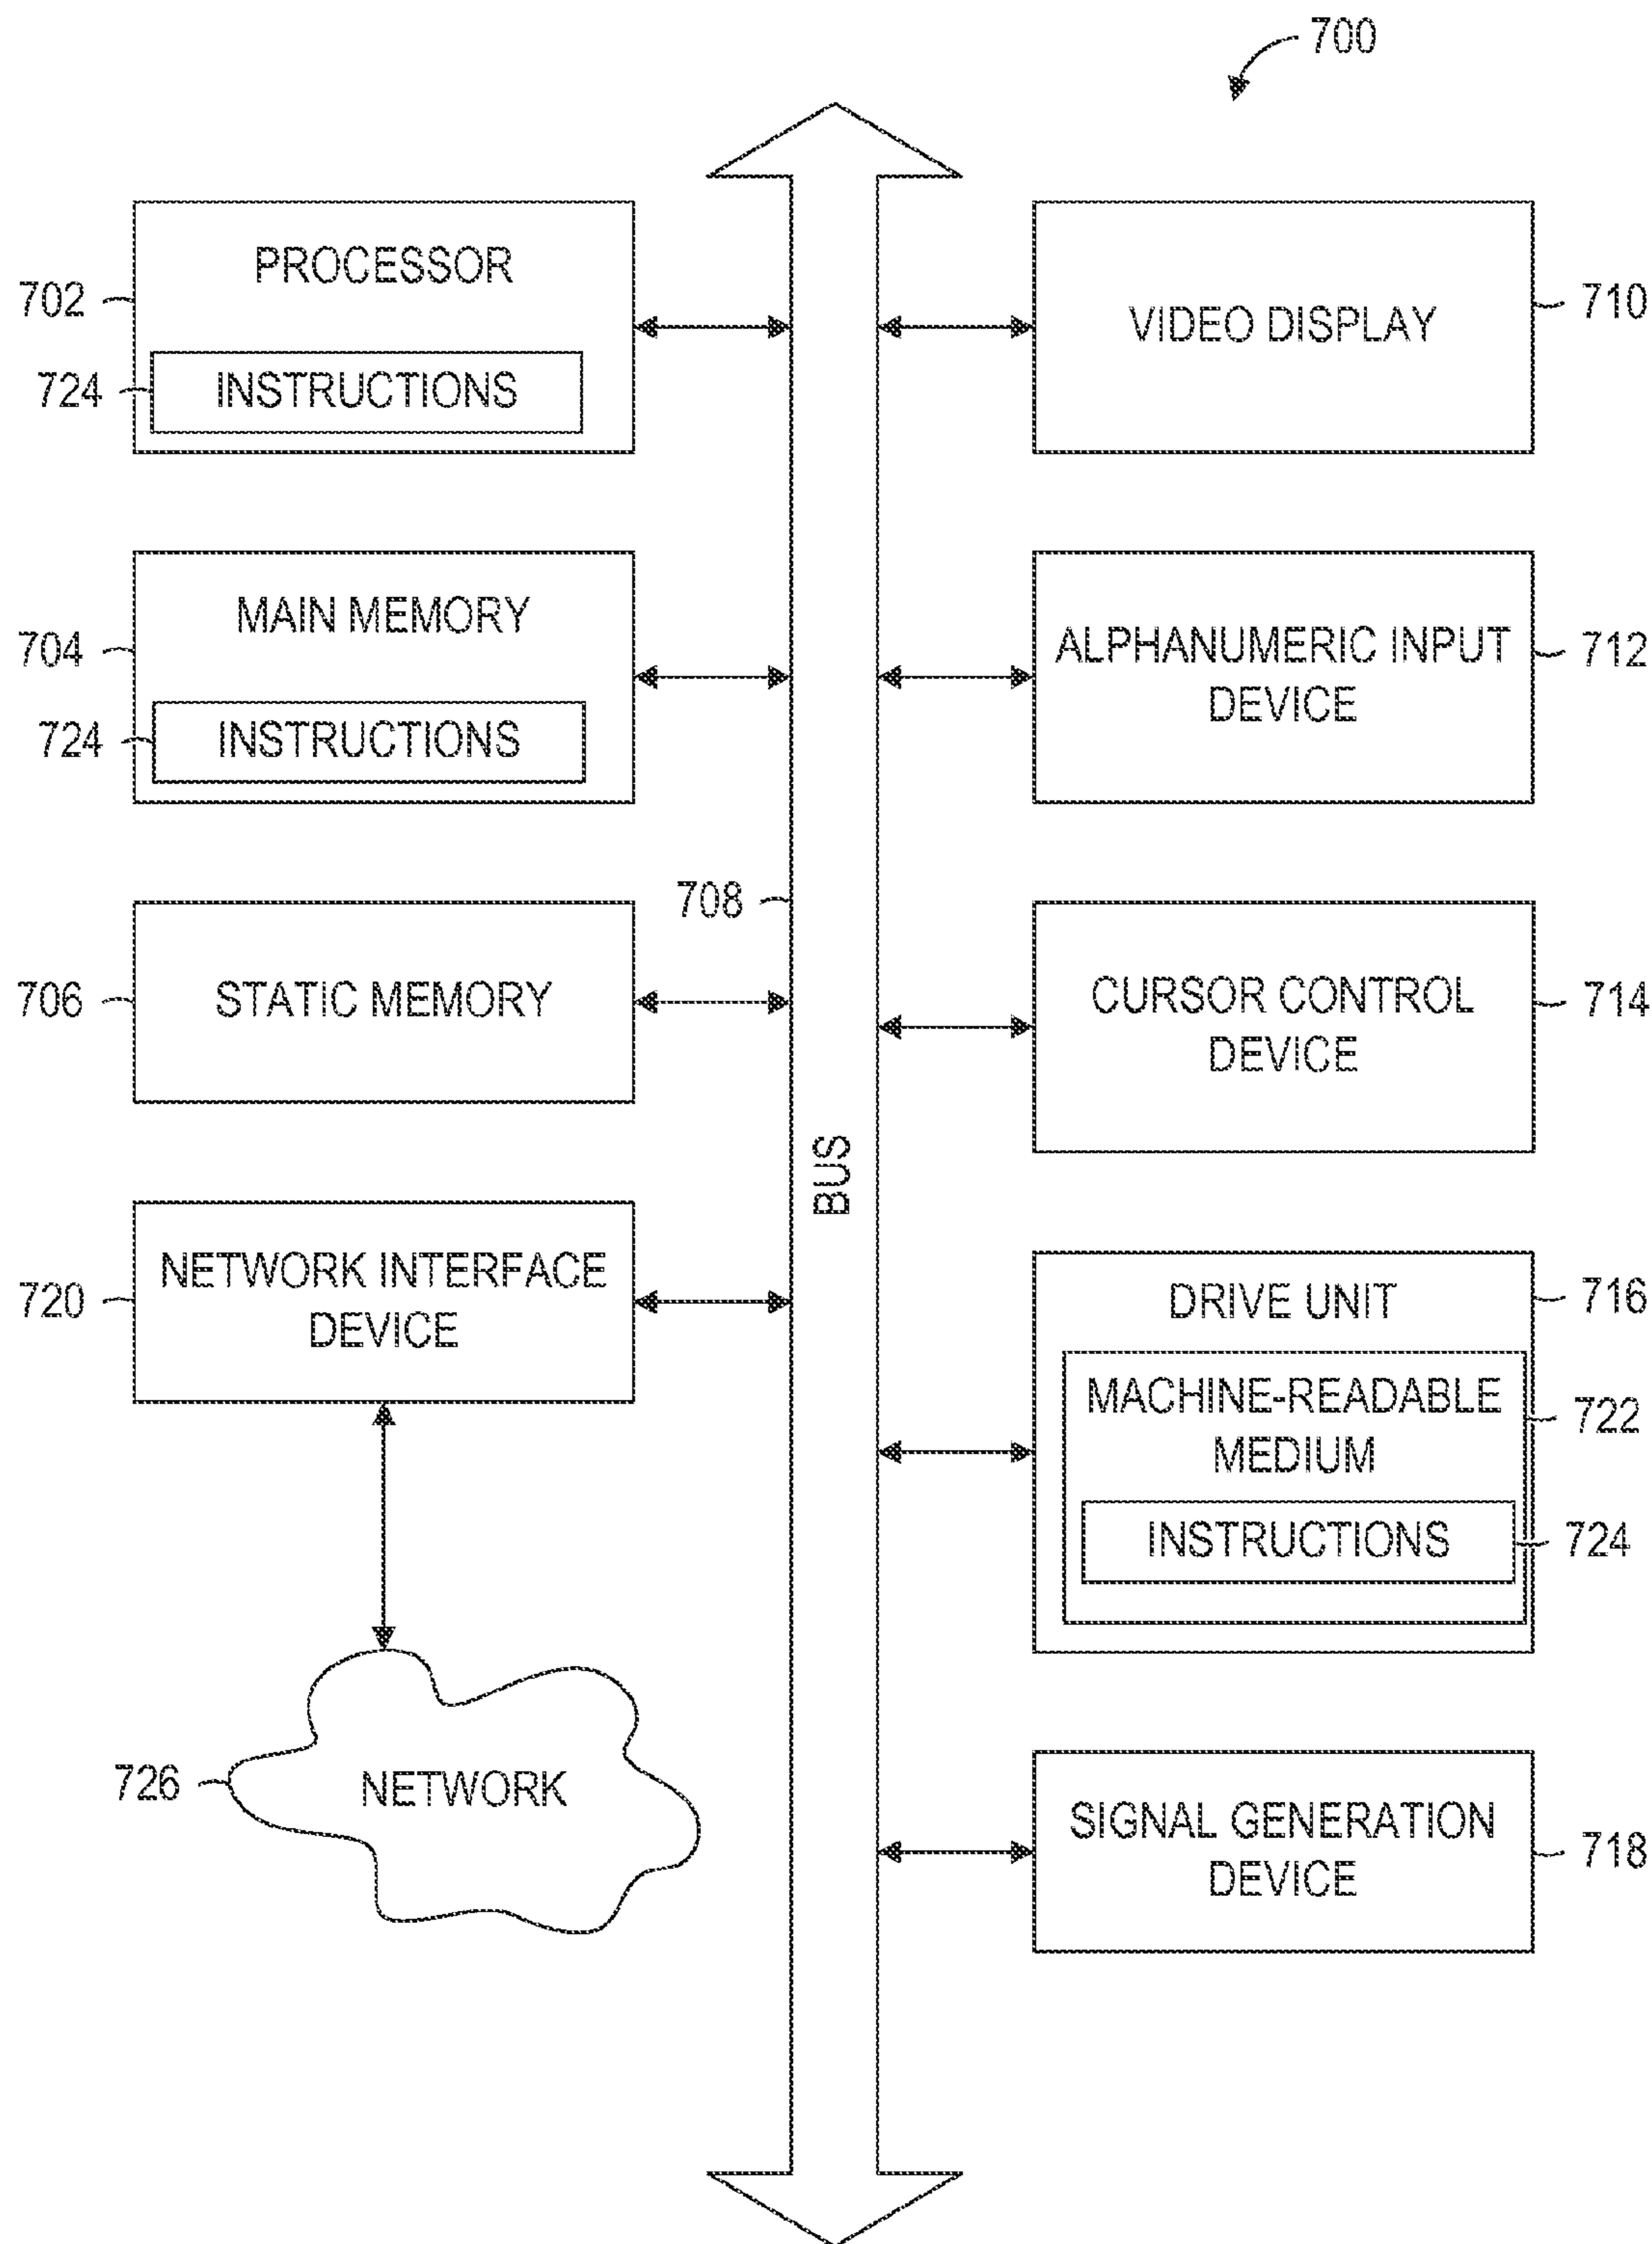 700
PROCESSOR
702
724
INSTRUCTIONS
VIDEO DISPLAY
710
MAIN MEMORY
704
724
INSTRUCTIONS
ALPHANUMERIC INPUT
DEVICE
712
708
BUS
STATIC MEMORY
706
CURSOR CONTROL
DEVICE
714
NETWORK INTERFACE
DEVICE
720
DRIVE UNIT
716
MACHINE-READABLE
MEDIUM
722
INSTRUCTIONS
724
726
NETWORK
SIGNAL GENERATION
DEVICE
718